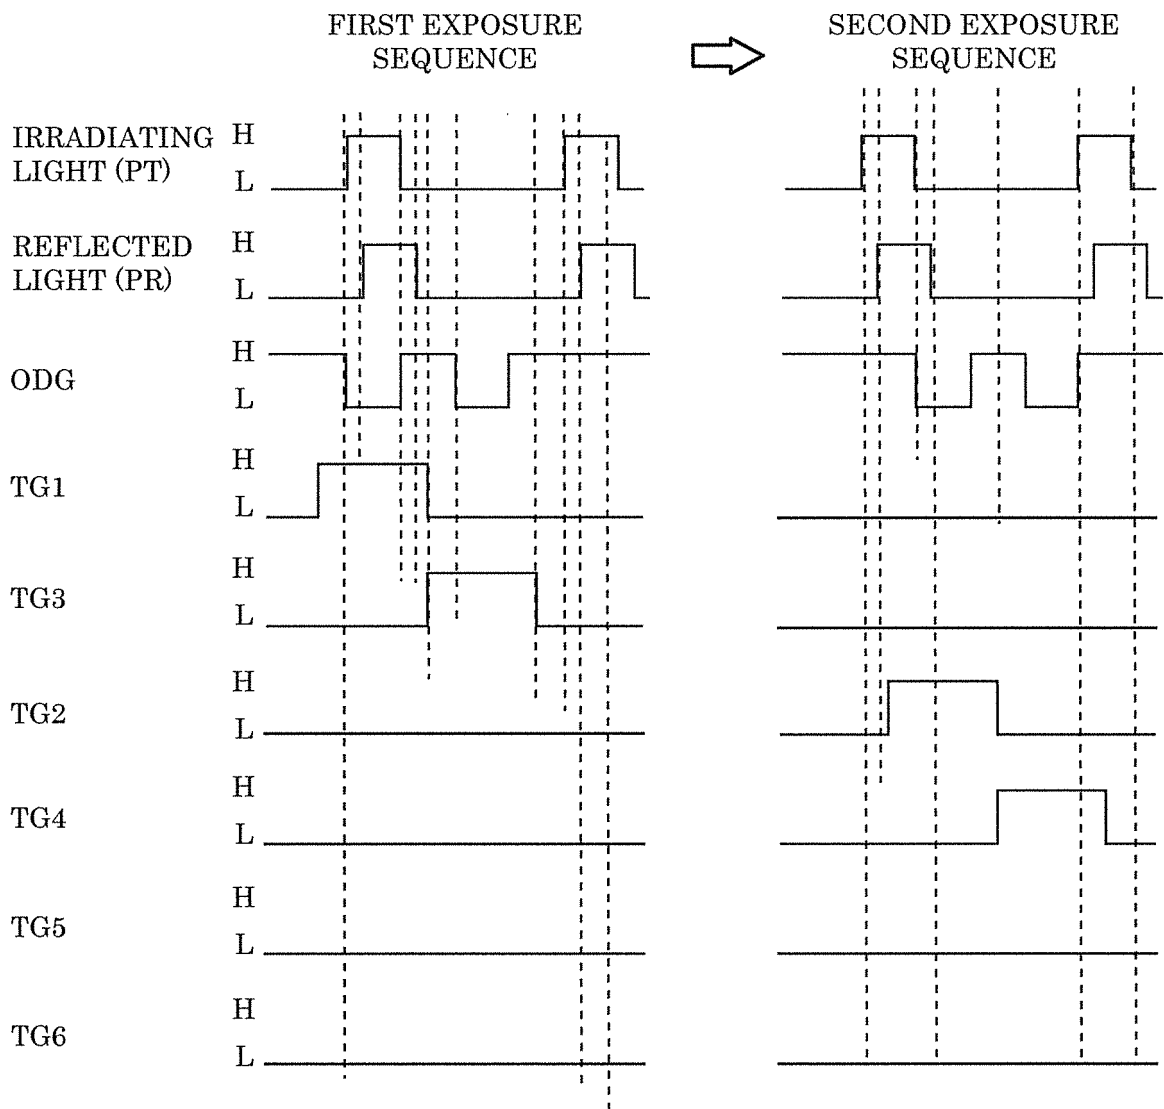 FIRST EXPOSURE
SEQUENCE
SECOND EXPOSURE
SEQUENCE
IRRADIATING
LIGHT (PT)
H
L
REFLECTED
LIGHT (PR)
H
L
ODG
H
L
TG1
H
L
TG3
H
L
TG2
H
L
TG4
H
L
TG5
H
L
TG6
H
L